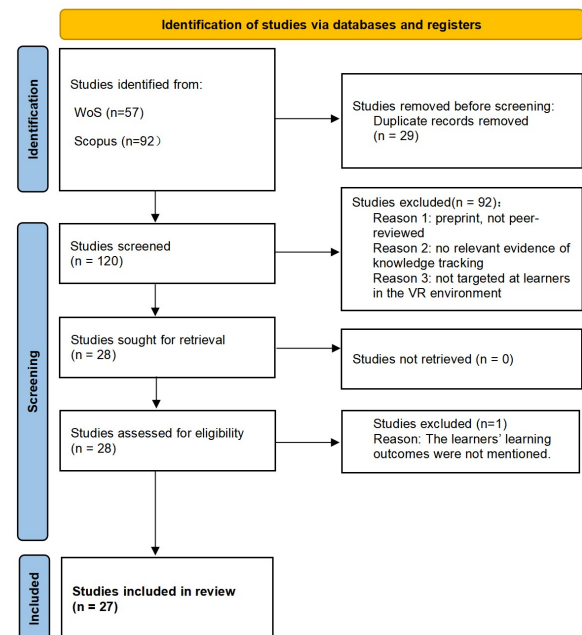 Identification of studies via databases and registers
Identification
Studies identified from:
WoS (n=57)
Scopus (n=92）
Studies removed before screening:
Duplicate records removed
(n = 29)
Screening
Studies screened
(n = 120)
Studies excluded(n = 92)：
Reason 1: preprint, not peer-
reviewed
Reason 2: no relevant evidence of
knowledge tracking
Reason 3: not targeted at learners
in the VR environment
Studies sought for retrieval
(n = 28)
Studies not retrieved (n = 0)
Studies assessed for eligibility
(n = 28)
Studies excluded (n=1)
Reason: The learners’ learning
outcomes were not mentioned.
Included
Studies included in review
(n = 27)